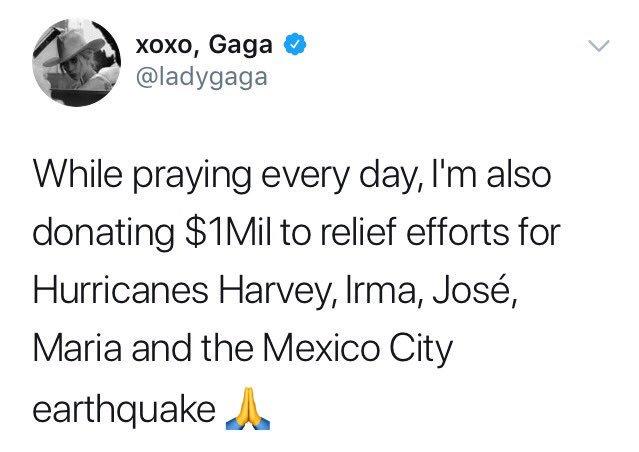 xoxo, Gaga
@ladygaga
While praying every day, I'm also
donating $1Mil to relief efforts for
Hurricanes Harvey, Irma, José,
Maria and the Mexico City
earthquake 🙏